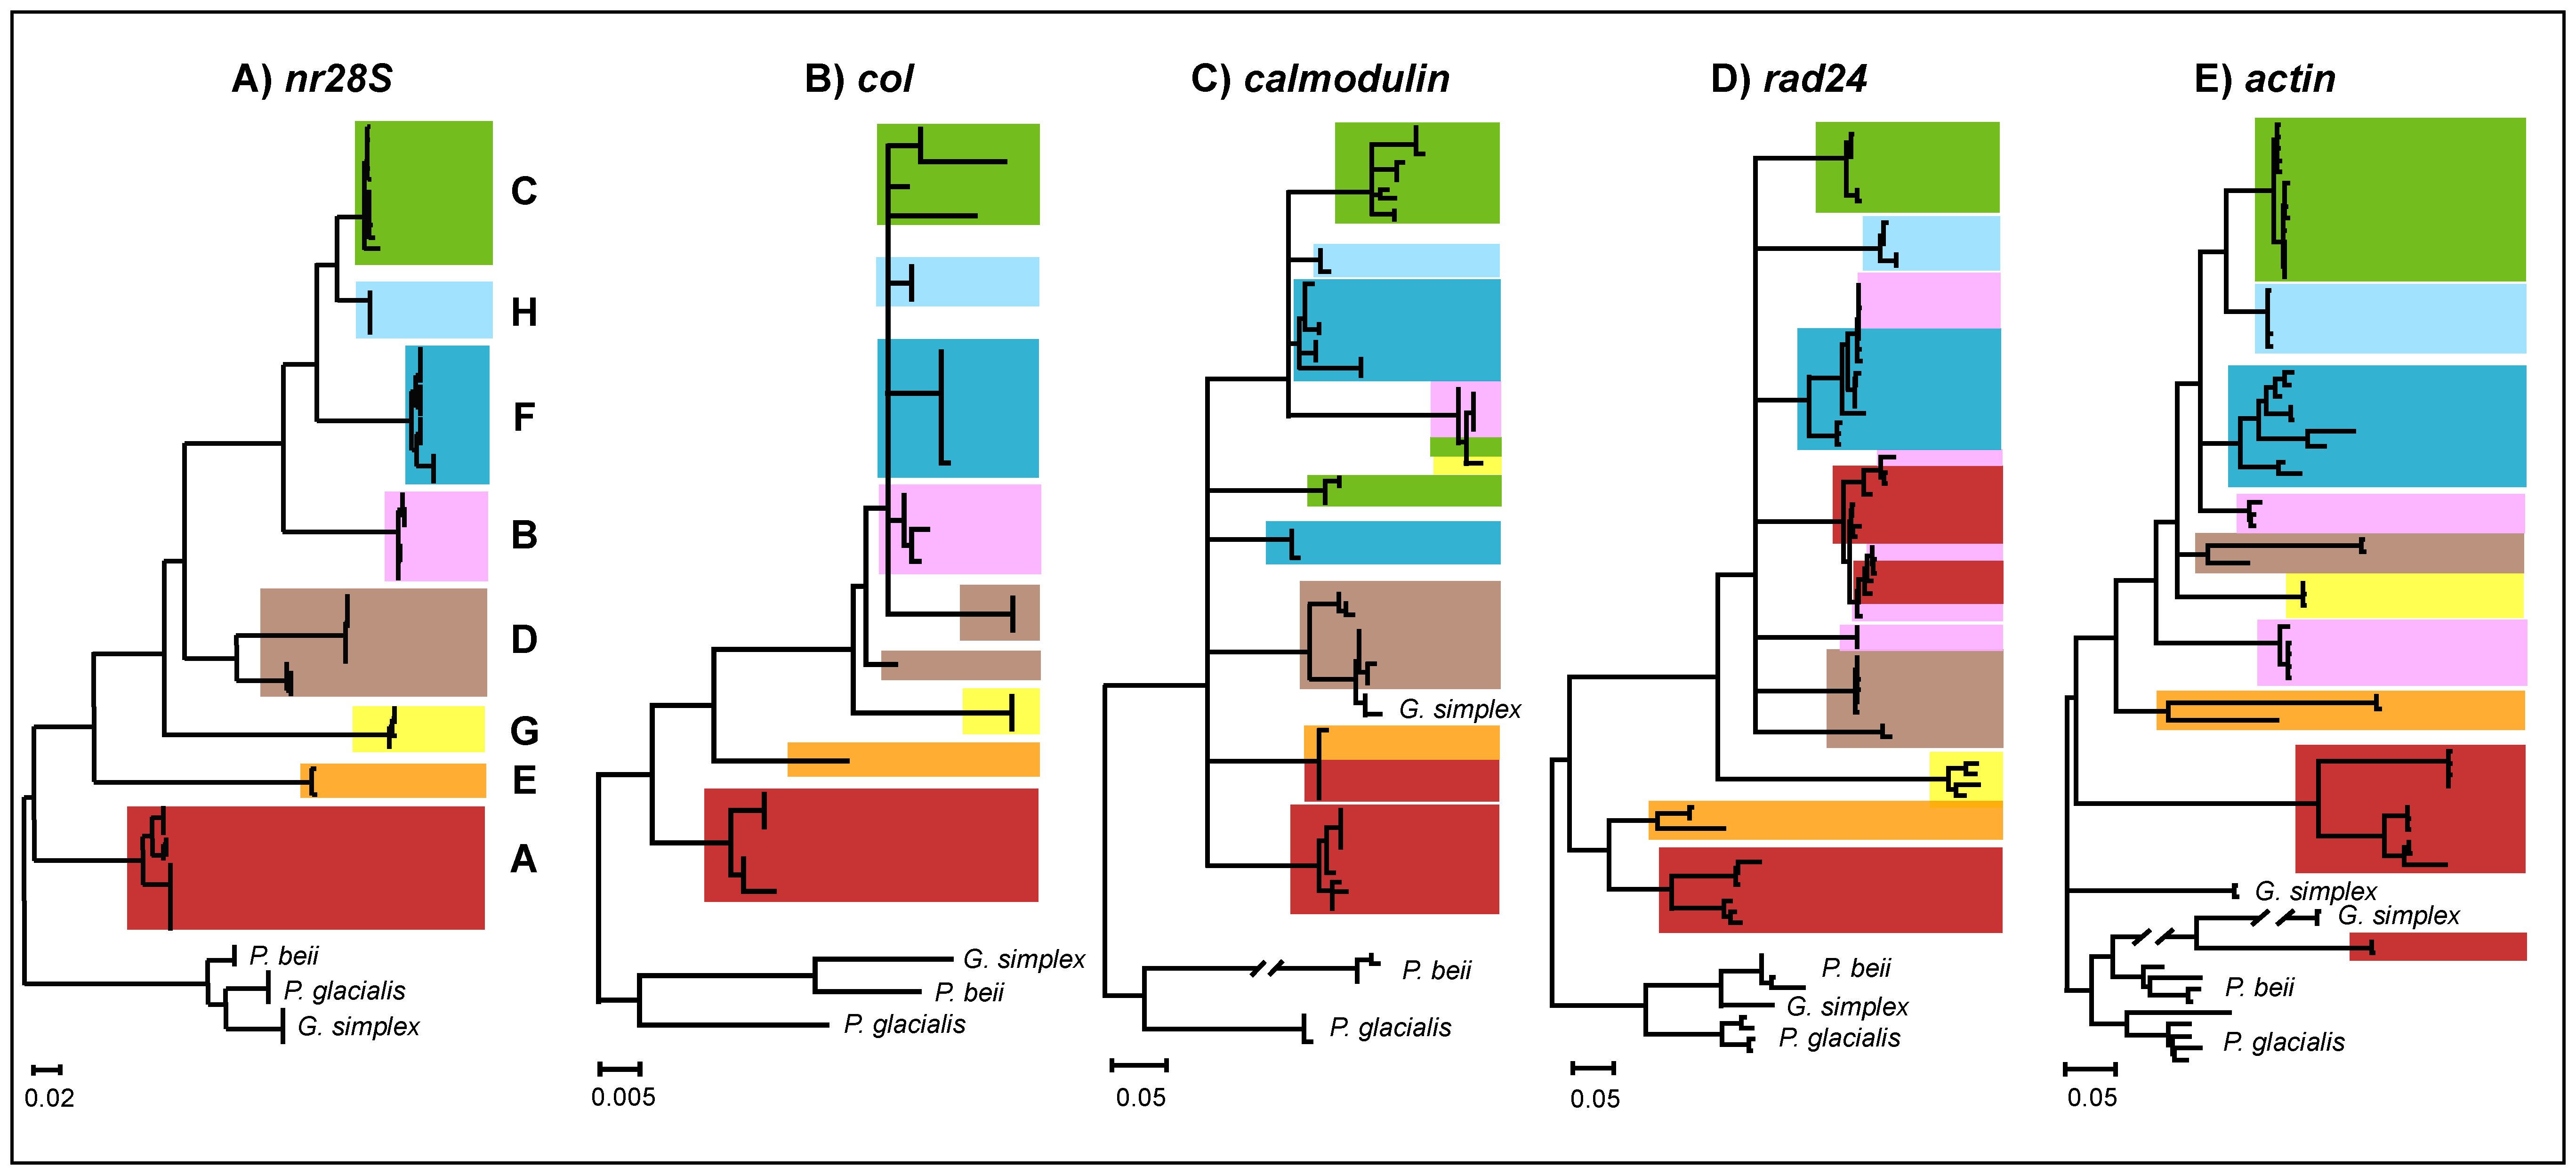 A) nr28S
B) col
C) calmodulin
D) rad24
E) actin
C
H
F
B
D
G
E
A
P. beii
P. glacialis
G. simplex
0.02
G. simplex
P. beii
P. glacialis
0.005
G. simplex
P. beii
P. glacialis
0.05
P. beii
G. simplex
P. glacialis
0.05
G. simplex
G. simplex
P. beii
P. glacialis
0.05